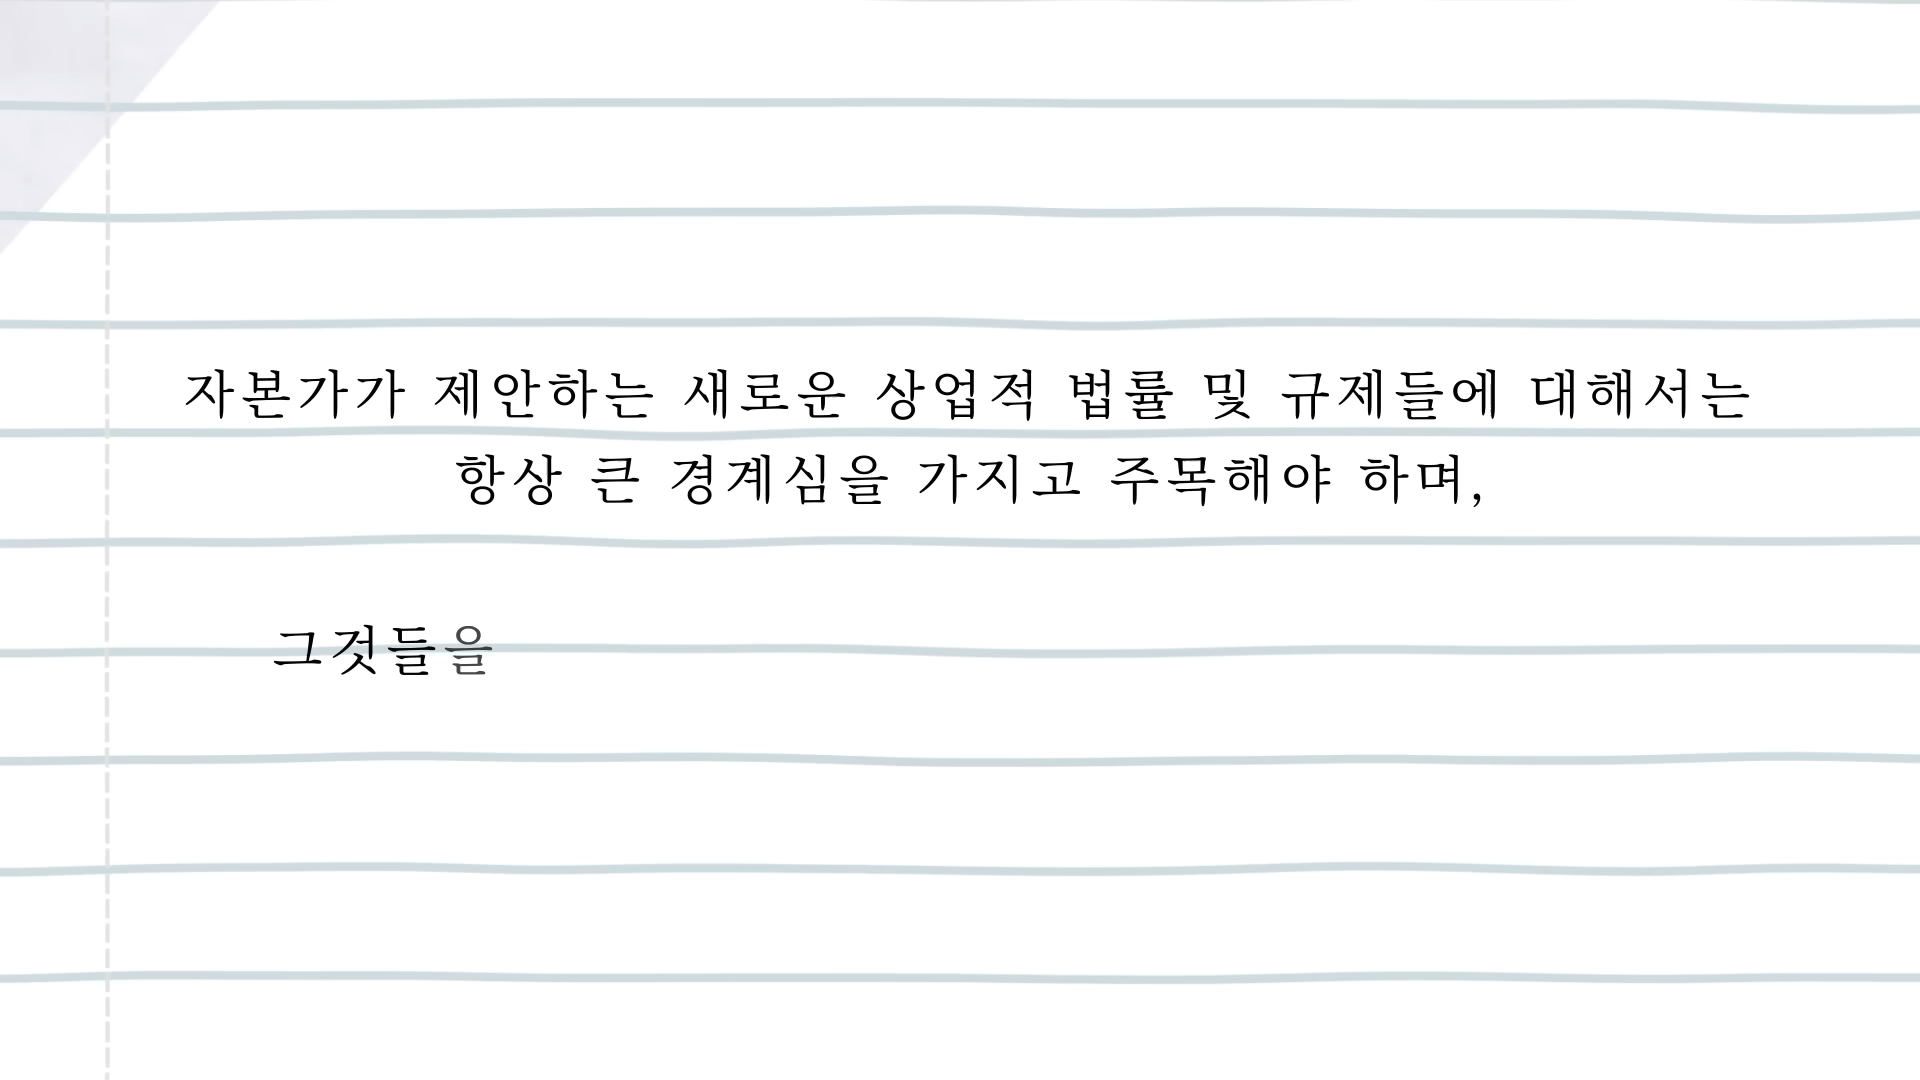 자본가가 제안하는 새로운 상업적 법률 및 규제들에 대해서는
항상 큰 경계심을 가지고 주목해야 하며,
그것들을